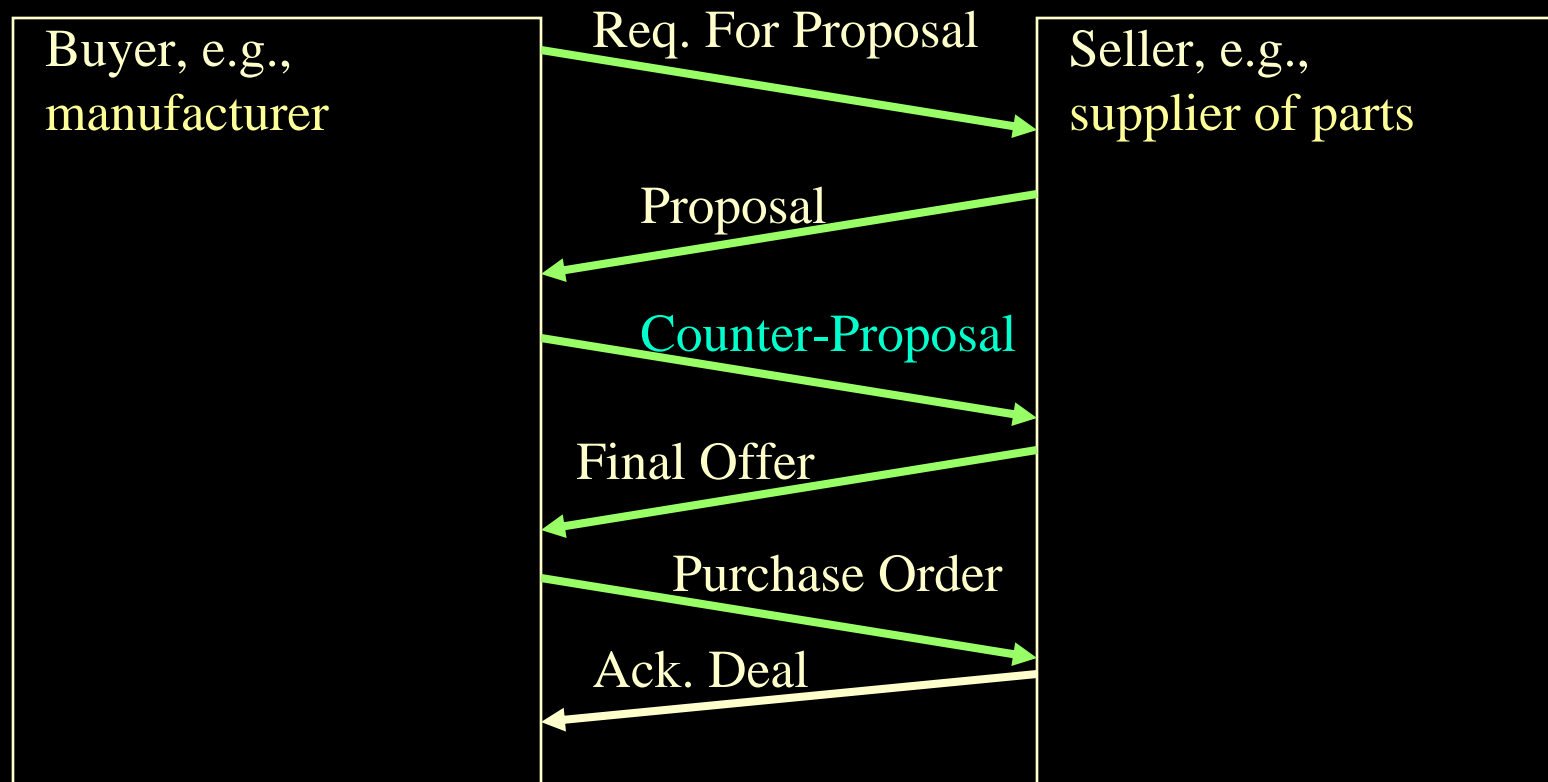 Buyer, e.g.,
manufacturer
Req. For Proposal
Seller, e.g.,
supplier of parts
Proposal
Counter-Proposal
Final Offer
Purchase Order
Ack. Deal